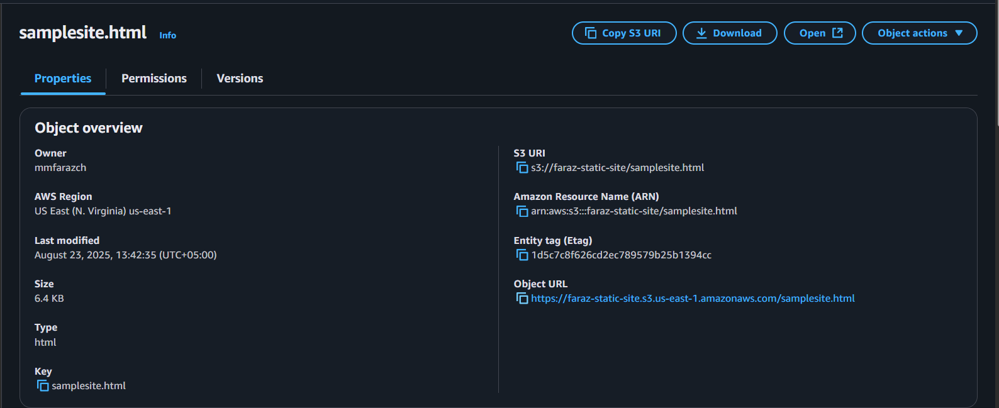 samplesite.html Info
Copy S3 URI
Download
Open
Object actions
Properties
Permissions
Versions
Object overview
Owner
mmfarazch
AWS Region
US East (N. Virginia) us-east-1
Last modified
August 23, 2025, 13:42:35 (UTC+05:00)
Size
6.4 KB
Type
html
Key
samplesite.html
S3 URI
s3://faraz-static-site/samplesite.html
Amazon Resource Name (ARN)
arn:aws:s3:::faraz-static-site/samplesite.html
Entity tag (Etag)
1d5c7c8f626cd2ec789579b25b1394cc
Object URL
https://faraz-static-site.s3.us-east-1.amazonaws.com/samplesite.html